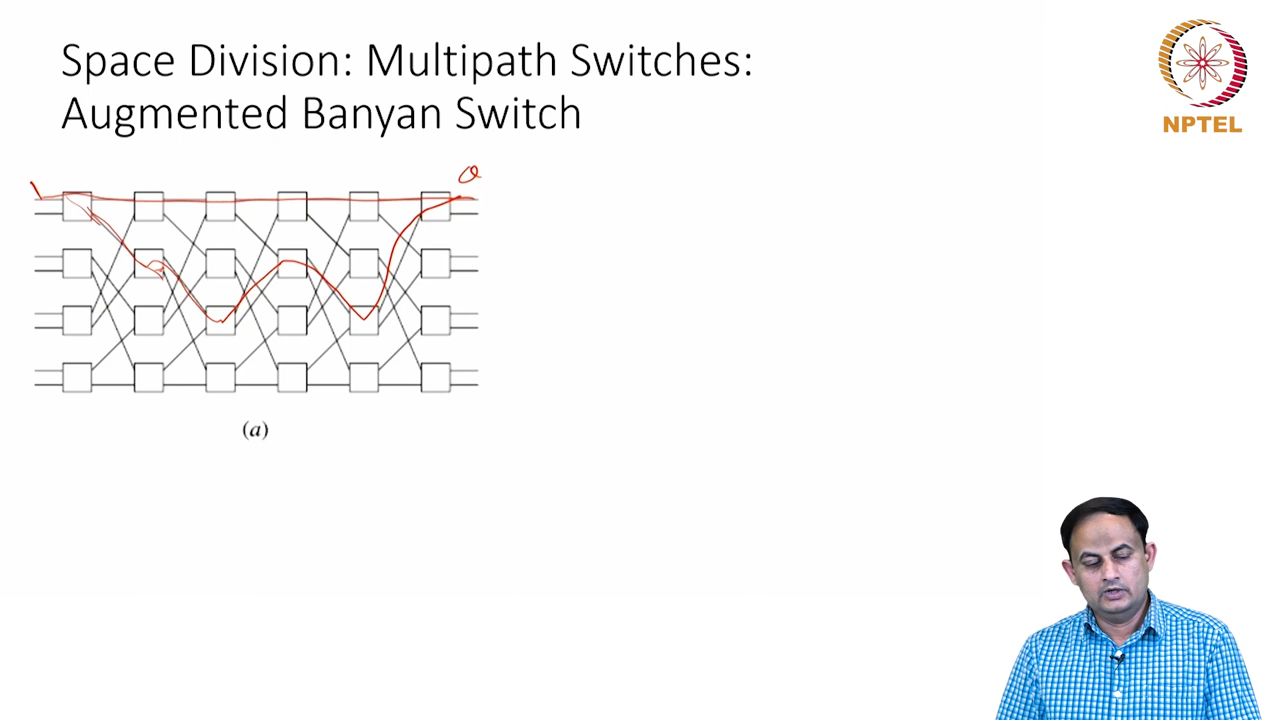 Space Division: Multipath Switches:
Augmented Banyan Switch
NPTEL
(a)